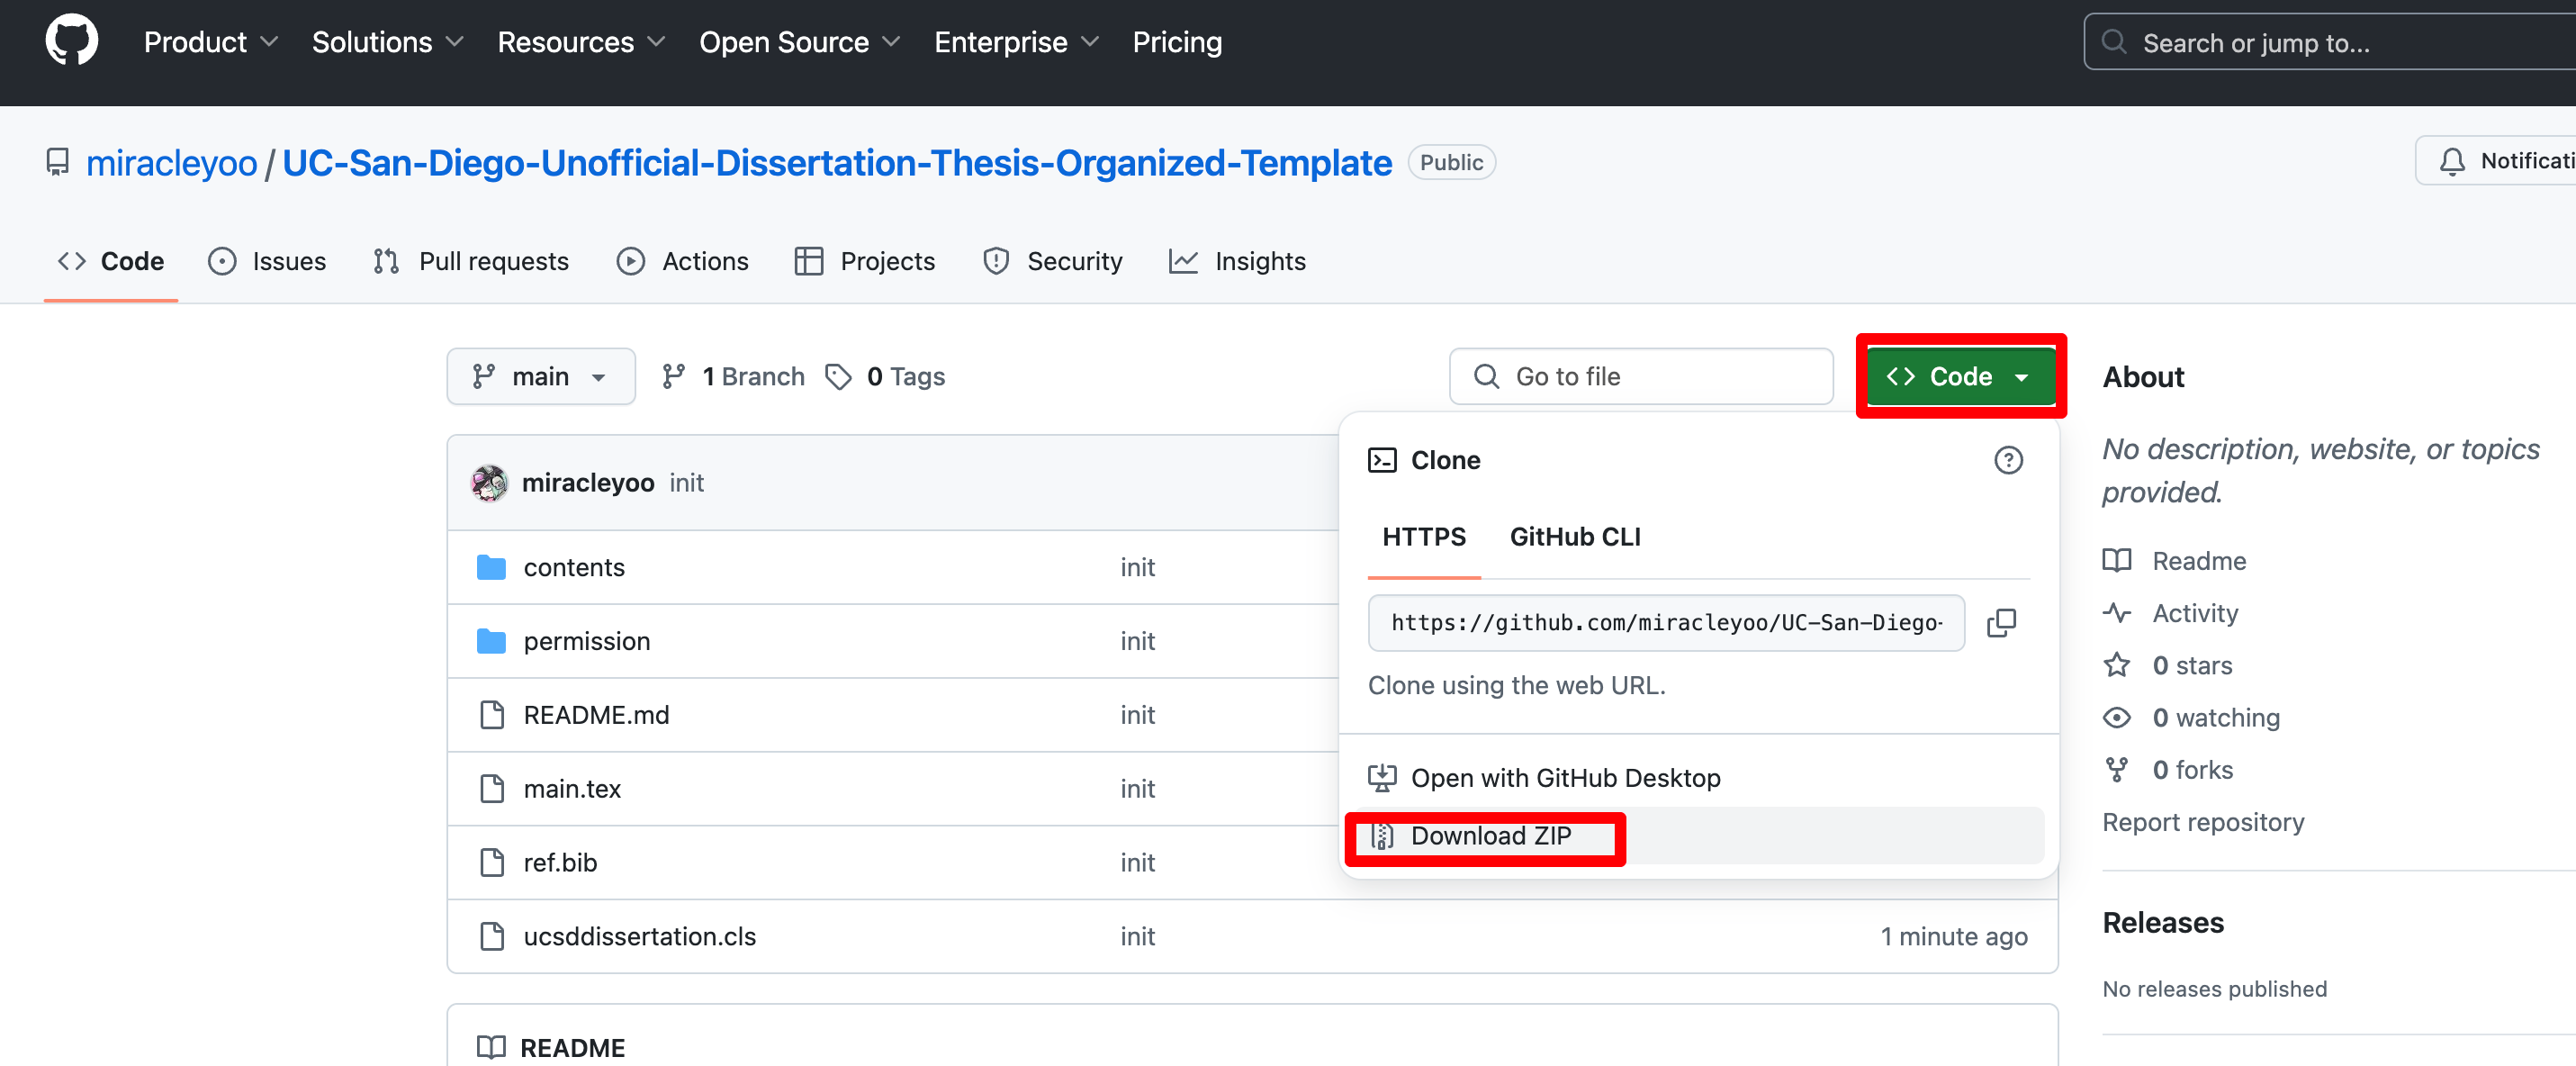 Product Solutions Resources Open Source Enterprise Pricing Search or jump to...
miracleyoo / UC-San-Diego-Unofficial-Dissertation-Thesis-Organized-Template Public Notificati
Code Issues Pull requests Actions Projects Security Insights
main 1 Branch 0 Tags Go to file Code
miracleyoo init
contents init
permission init
README.md init
main.tex init
ref.bib init
ucsddissertation.cls init 1 minute ago
README
Clone
HTTPS GitHub CLI
https://github.com/miracleyoo/UC-San-Diego-
Clone using the web URL.
Open with GitHub Desktop
Download ZIP
About
No description, website, or topics
provided.
Readme
Activity
0 stars
0 watching
0 forks
Report repository
Releases
No releases published